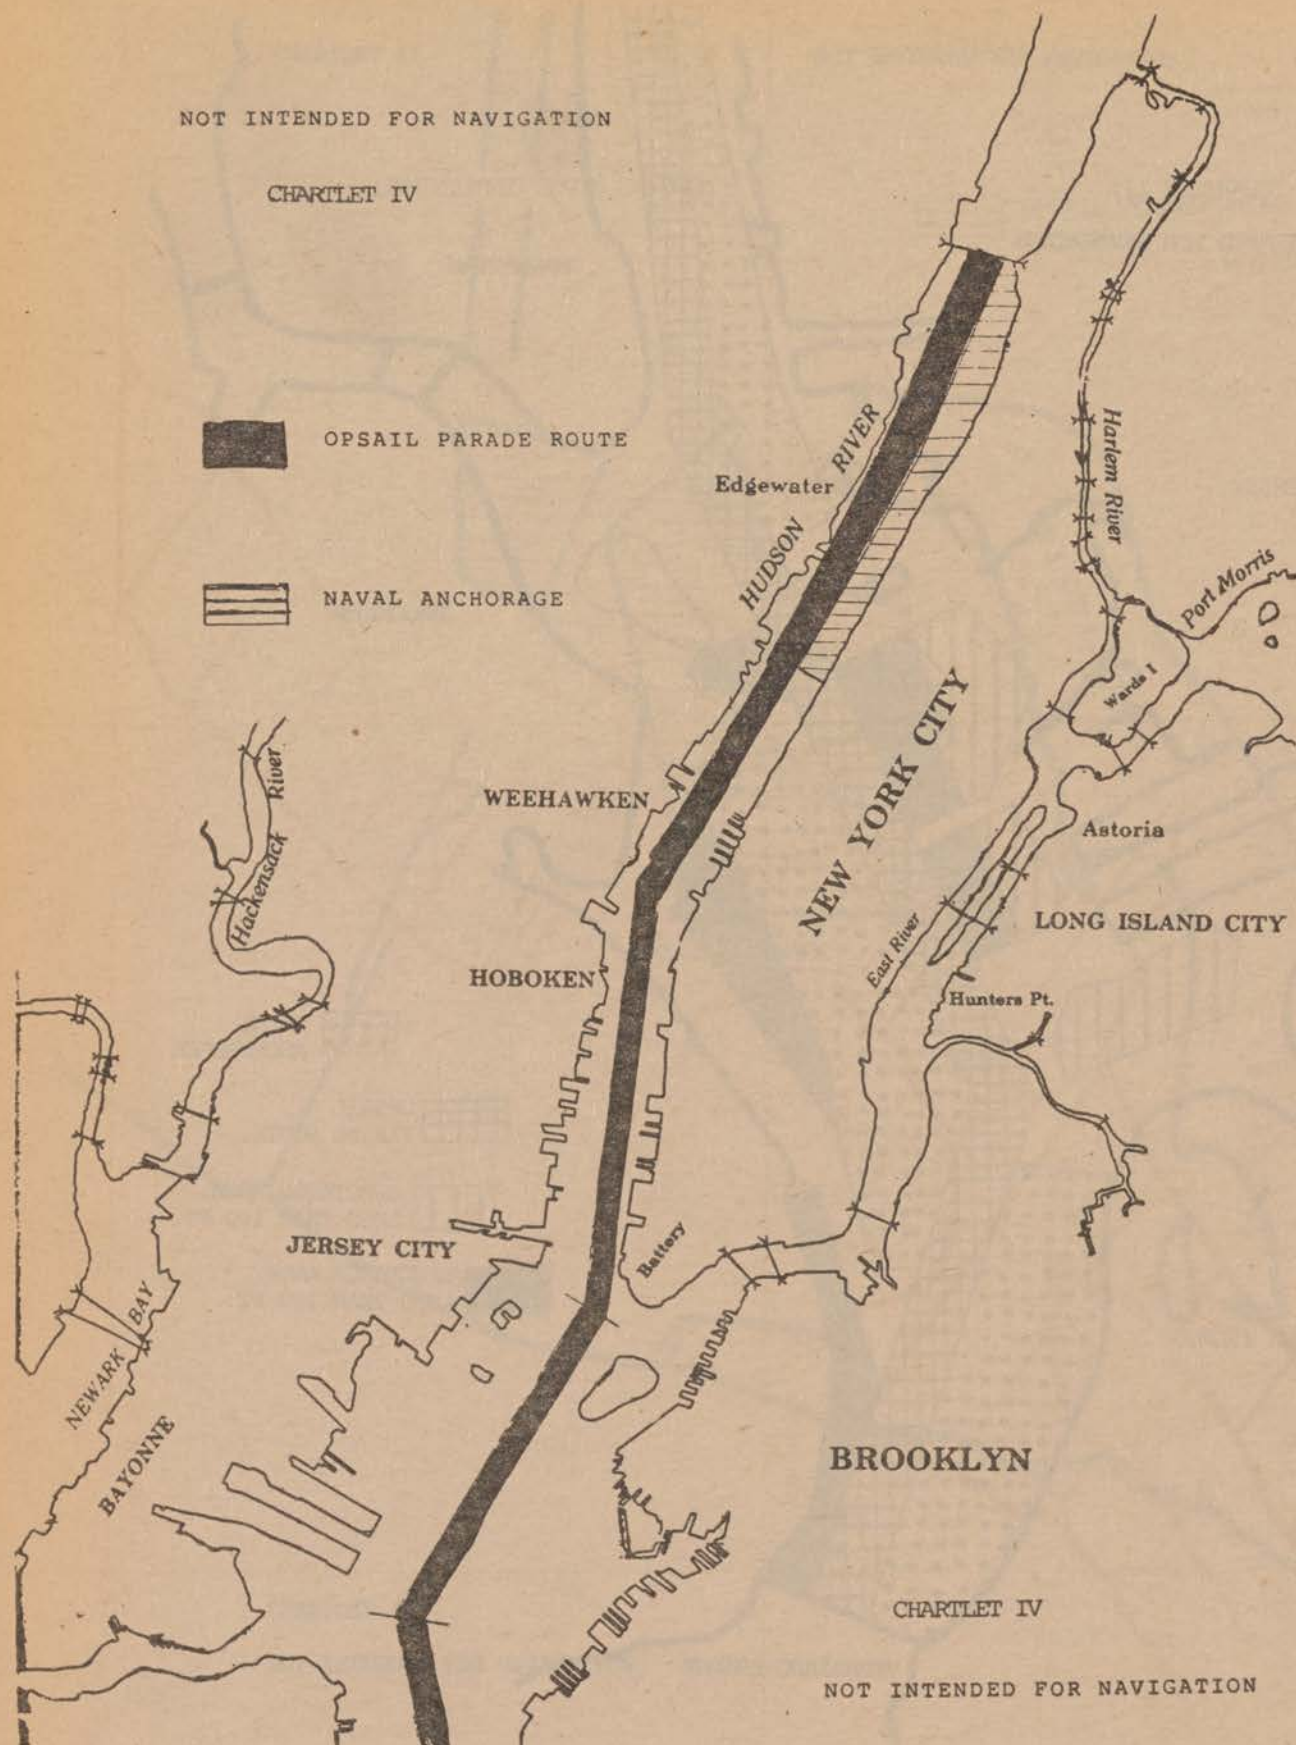 NOT INTENDED FOR NAVIGATION
CHARTLET IV
OPSAIL PARADE ROUTE
NAVAL ANCHORAGE
Edgewater
HUDSON RIVER
Harlem River
Port Morris
Wards I
NEW YORK CITY
WEEHAWKEN
Astoria
Hackensack River
LONG ISLAND CITY
East River
HOBOKEN
Hunters Pt.
JERSEY CITY
Battery
NEWARK BAY
BAYONNE
BROOKLYN
CHARTLET IV
NOT INTENDED FOR NAVIGATION